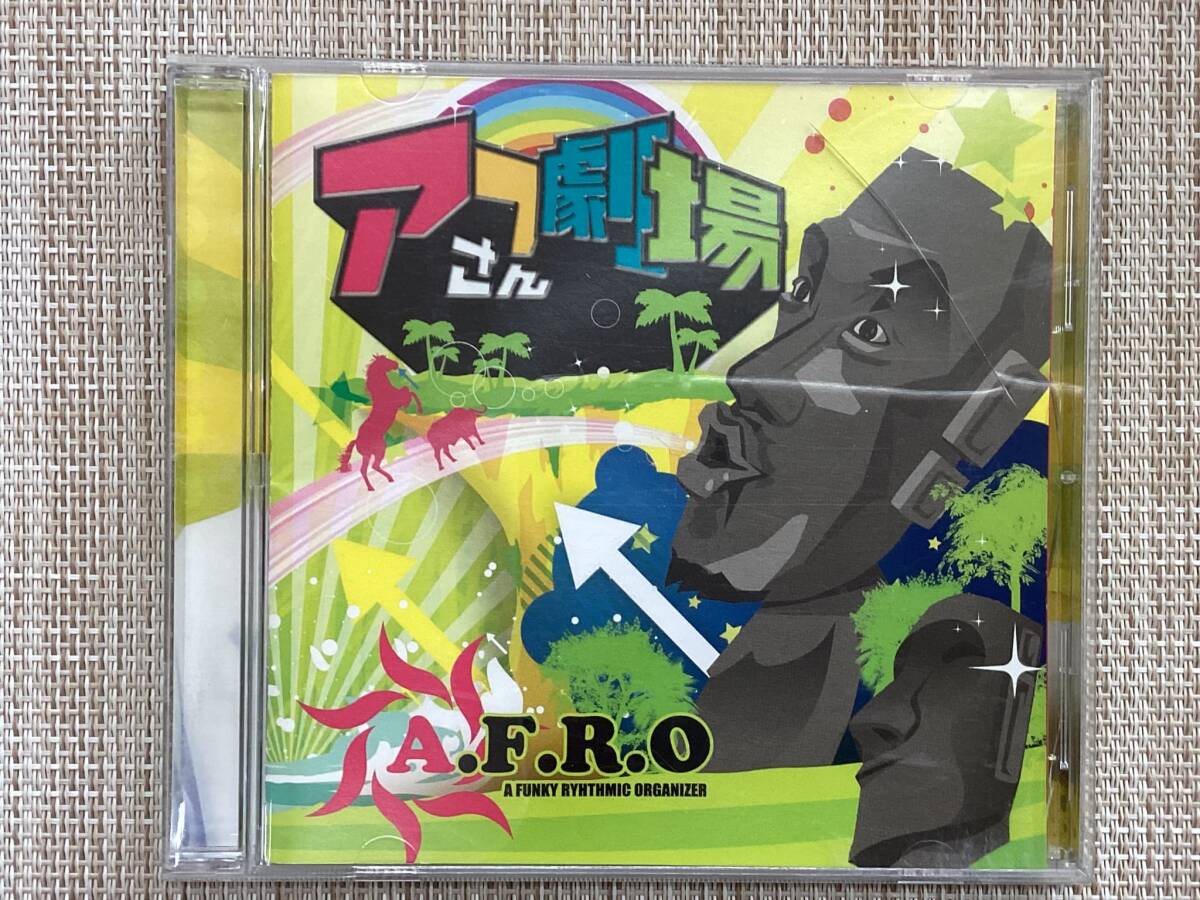 アフさん劇場
A.F.R.O
A FUNKY RYHTHMIC ORGANIZER